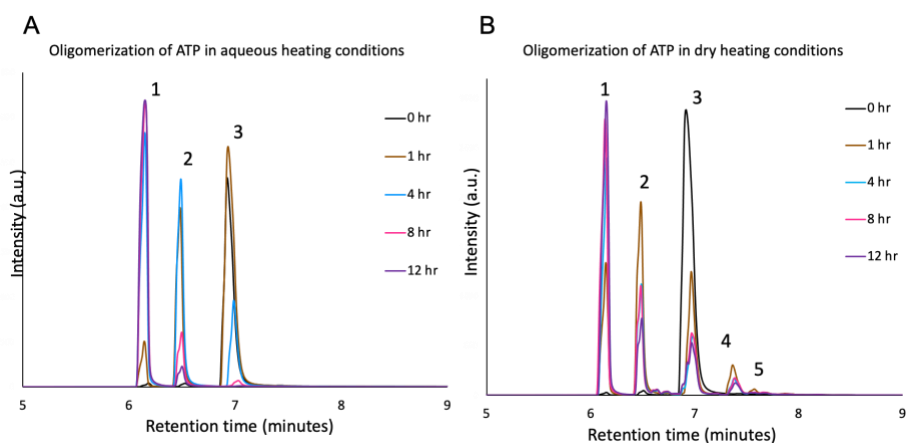 A
Oligomerization of ATP in aqueous heating conditions
Intensity (a.u.)
1
2
3
0 hr
1 hr
4 hr
8 hr
12 hr
5 6 7 8 9
Retention time (minutes)
B
Oligomerization of ATP in dry heating conditions
Intensity (a.u.)
1
2
3
4
5
0 hr
1 hr
4 hr
8 hr
12 hr
5 6 7 8 9
Retention time (minutes)